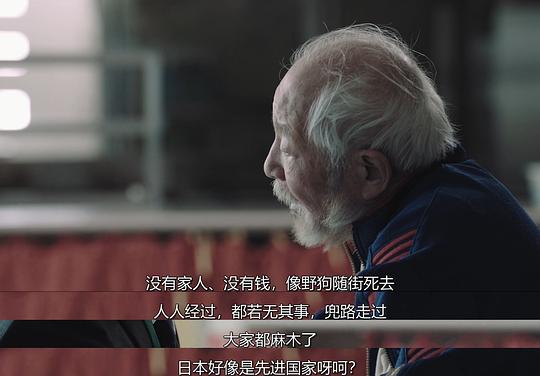 没有家人、没有钱，像野狗随街死去
人人经过，都若无其事，兜路走过
大家都麻木了
日本好像是先进国家呀呵？